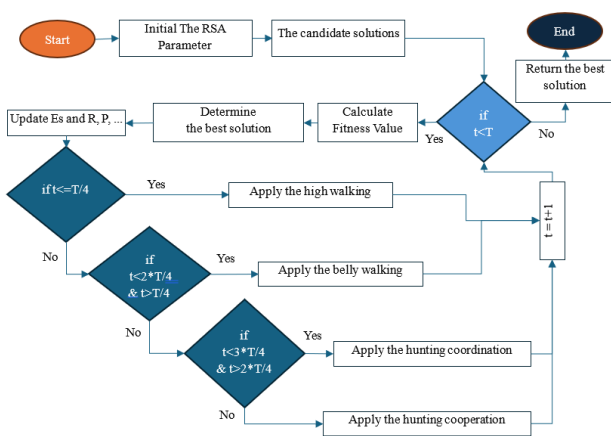 Start
Initial The RSA
Parameter
The candidate solutions
End
Return the best
solution
if
t<T
Yes
No
Calculate
Fitness Value
Determine
the best solution
Update Es and R, P, ...
if t<=T/4
Yes
Apply the high walking
t = t+1
No
if
t<2*T/4
& t>T/4
Yes
Apply the belly walking
No
if
t<3*T/4
& t>2*T/4
Yes
Apply the hunting coordination
No
Apply the hunting cooperation